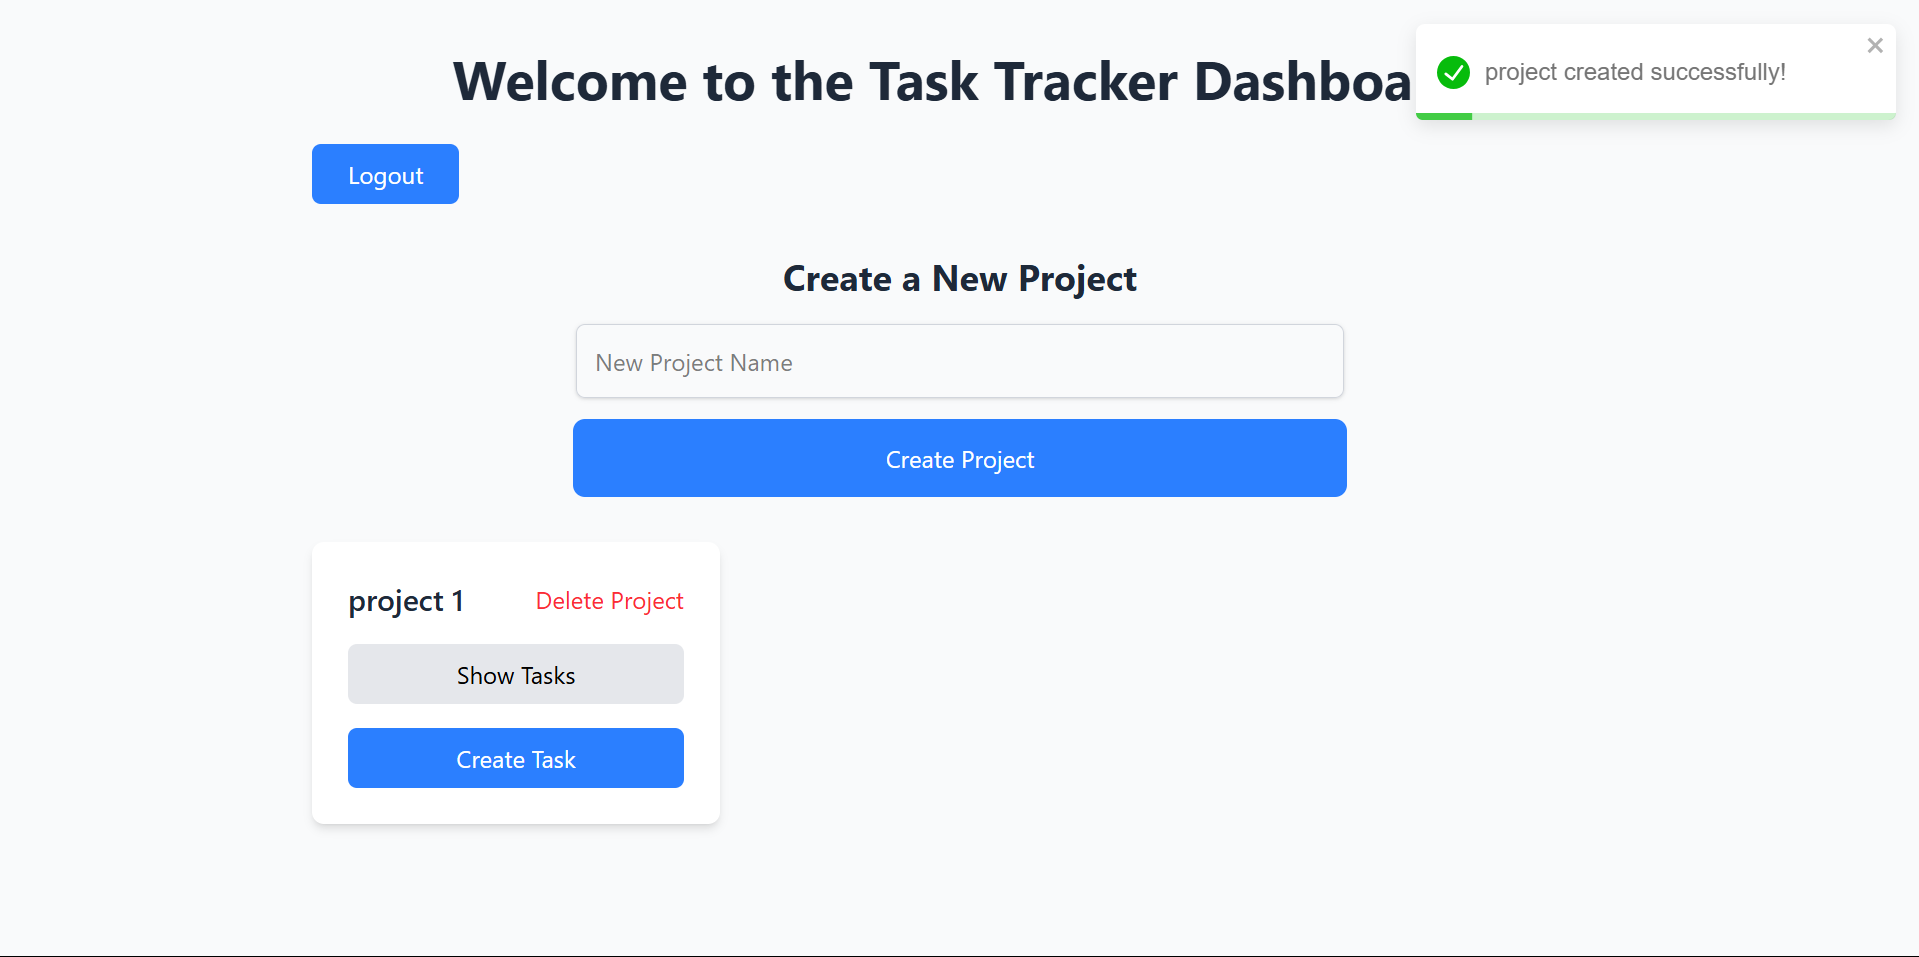 Welcome to the Task Tracker Dashboa
project created successfully!
Logout
Create a New Project
New Project Name
Create Project
project 1 Delete Project
Show Tasks
Create Task